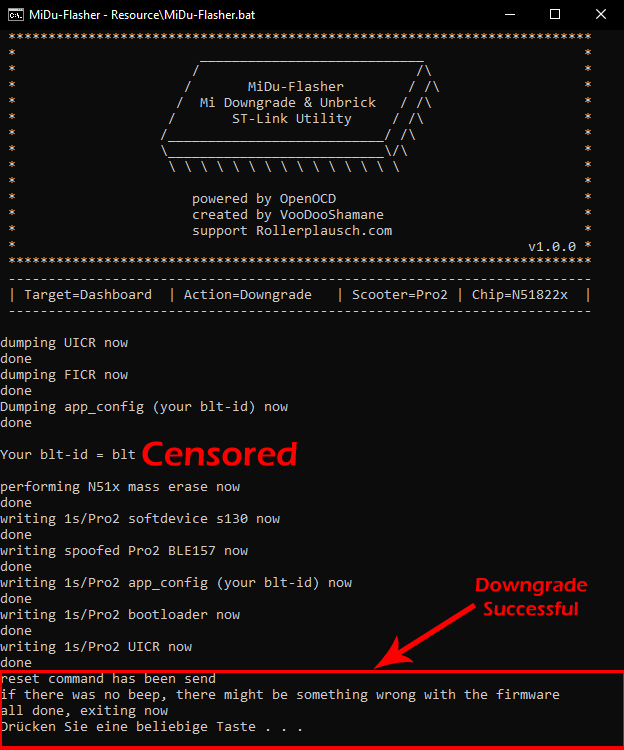 MiDu-Flasher - Resource\MiDu-Flasher.bat
*************************************************************************
MiDu-Flasher
Mi Downgrade & Unbrick
ST-Link Utility
powered by OpenOCD
created by VooDooShamane
support Rollerplausch.com
v1.0.0 *
*************************************************************************
-------------------------------------------------------------------------
| Target=Dashboard | Action=Downgrade | Scooter=Pro2 | Chip=N51822x |
-------------------------------------------------------------------------
dumping UICR now
done
dumping FICR now
done
Dumping app_config (your blt-id) now
done
Your blt-id = blt Censored
performing N51x mass erase now
done
writing 1s/Pro2 softdevice s130 now
done
writing spoofed Pro2 BLE157 now
done
writing 1s/Pro2 app_config (your blt-id) now
done
writing 1s/Pro2 bootloader now
done
writing 1s/Pro2 UICR now
done
Downgrade
Successful
reset command has been send
if there was no beep, there might be something wrong with the firmware
all done, exiting now
Drücken Sie eine beliebige Taste . . .